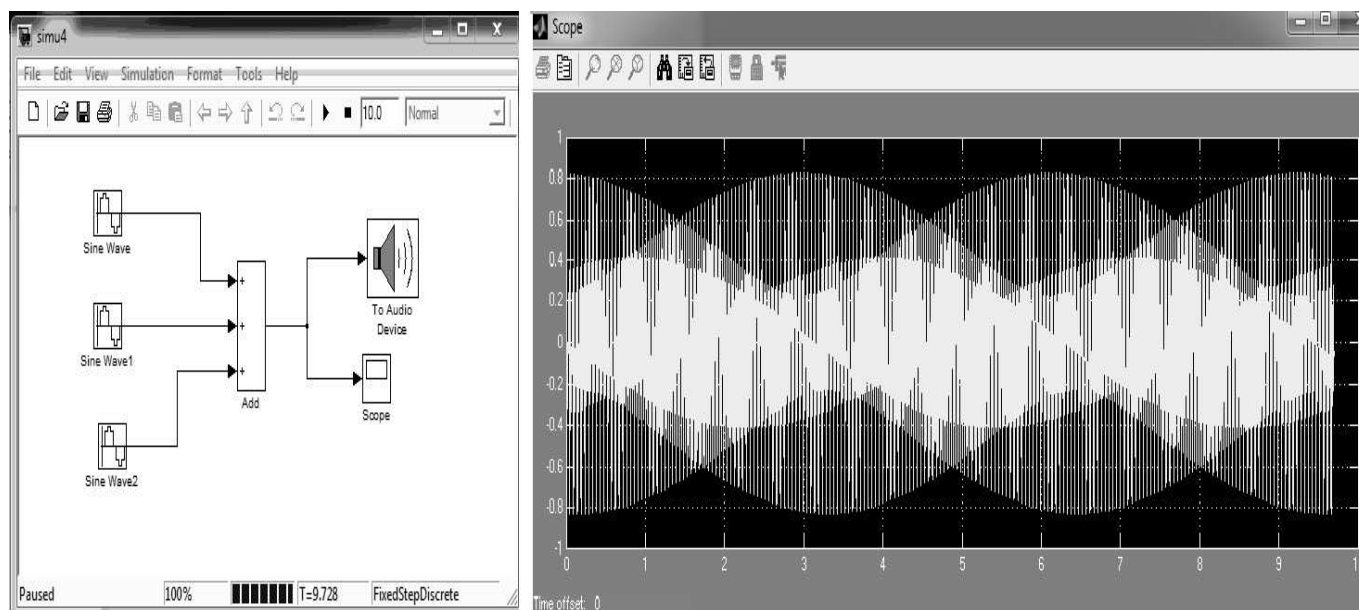 simu4
File Edit View Simulation Format Tools Help
10.0 Normal
Sine Wave
Sine Wave1
Sine Wave2
Add
To Audio
Device
Scope
Paused 100% T=9.728 FixedStepDiscrete
Scope
1
0.8
0.6
0.4
0.2
0
-0.2
-0.4
-0.6
-0.8
-1
0 1 2 3 4 5 6 7 8 9 1
Time offset: 0